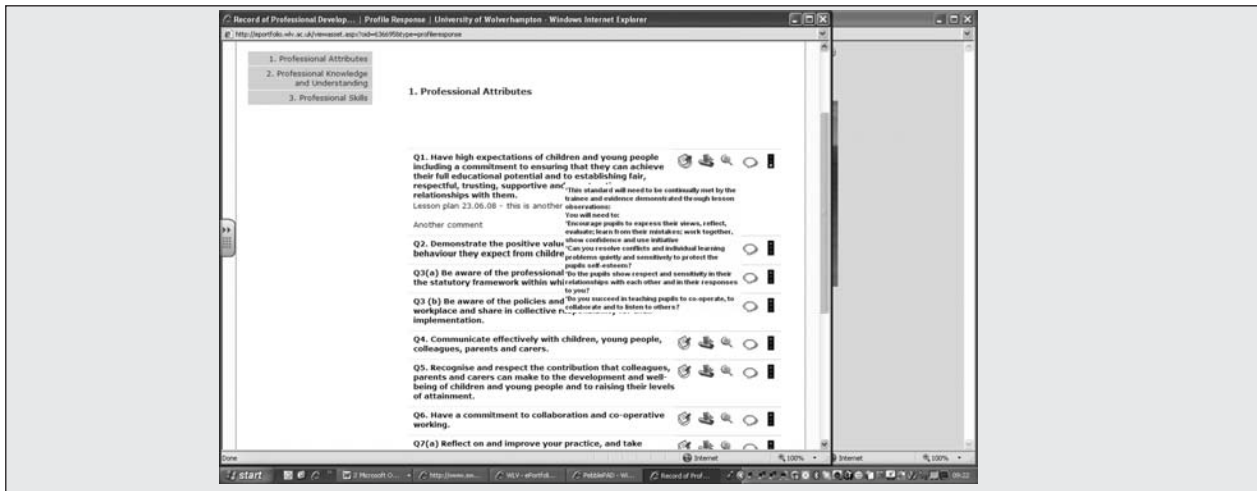 Record of Professional Develop... | Profile Response | University of Wolverhampton - Windows Internet Explorer
1. Professional Attributes
2. Professional Knowledge
and Understanding
3. Professional Skills
1. Professional Attributes
Q1. Have high expectations of children and young people
including a commitment to ensuring that they can achieve
their full educational potential and to establishing fair,
respectful, trusting, supportive and
relationships with them.
Lesson plan 23.06.08 - this is another
Another comment
*This standard will need to be continually met by the
trainee and evidence demonstrated through lesson
observations:
You will need to:
*Encourage pupils to express their views, reflect,
evaluate; learn from their mistakes; work together,
show confidence and use initiative
*Can you resolve conflicts and individual learning
problems quietly and sensitively to protect the
pupils self-esteem?
*Do the pupils show respect and sensitivity in their
relationships with each other and in their responses
to you?
*Do you succeed in teaching pupils to co-operate, to
collaborate and to listen to others?
Q2. Demonstrate the positive
behaviour they expect from
Q3(a) Be aware of the professional
the statutory framework within
Q3 (b) Be aware of the policies and
workplace and share in collective
implementation.
Q4. Communicate effectively with children, young people,
colleagues, parents and carers.
Q5. Recognise and respect the contribution that colleagues,
parents and carers can make to the development and well-
being of children and young people and to raising their levels
of attainment.
Q6. Have a commitment to collaboration and co-operative
working.
Q7(a) Reflect on and improve your practice, and take
Done
Internet
100%
Internet
100%
start
2 Microsoft O...
http://www.
WLV - ePortfoli...
PebblePAD - Wi...
Record of Prof...
09:22